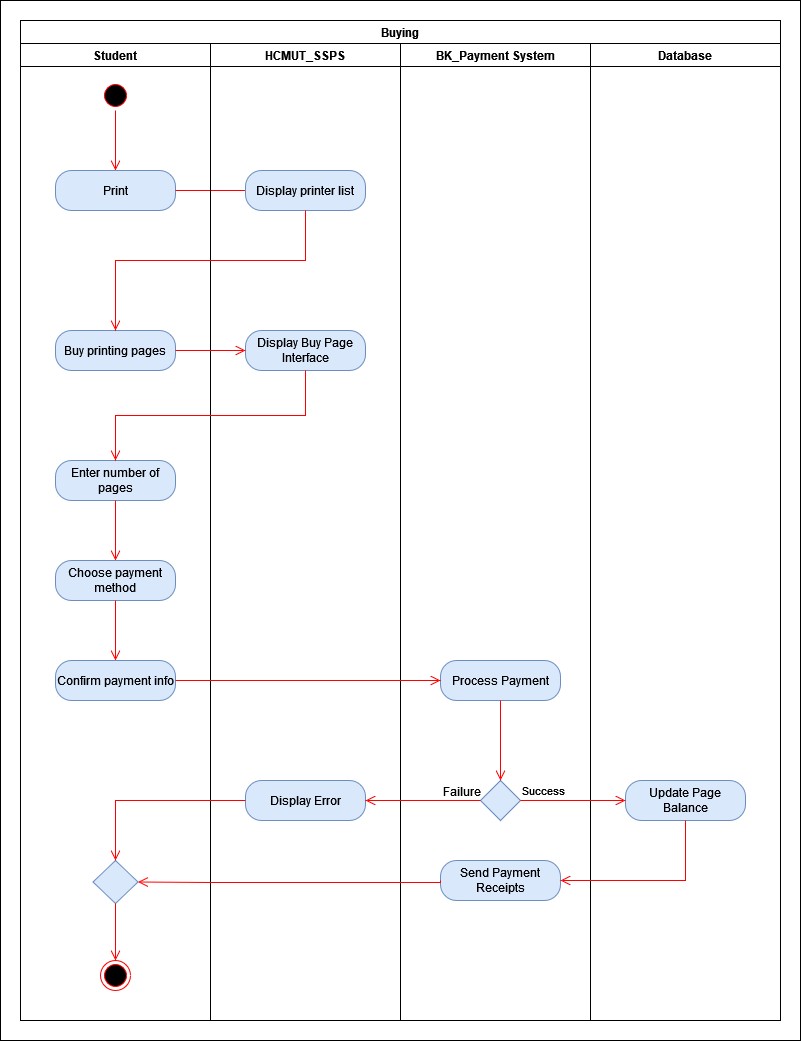 Buying
Student
HCMUT_SSPS
BK_Payment System
Database
Print
Display printer list
Buy printing pages
Display Buy Page
Interface
Enter number of
pages
Choose payment
method
Confirm payment info
Process Payment
Display Error
Failure
Success
Update Page
Balance
Send Payment
Receipts